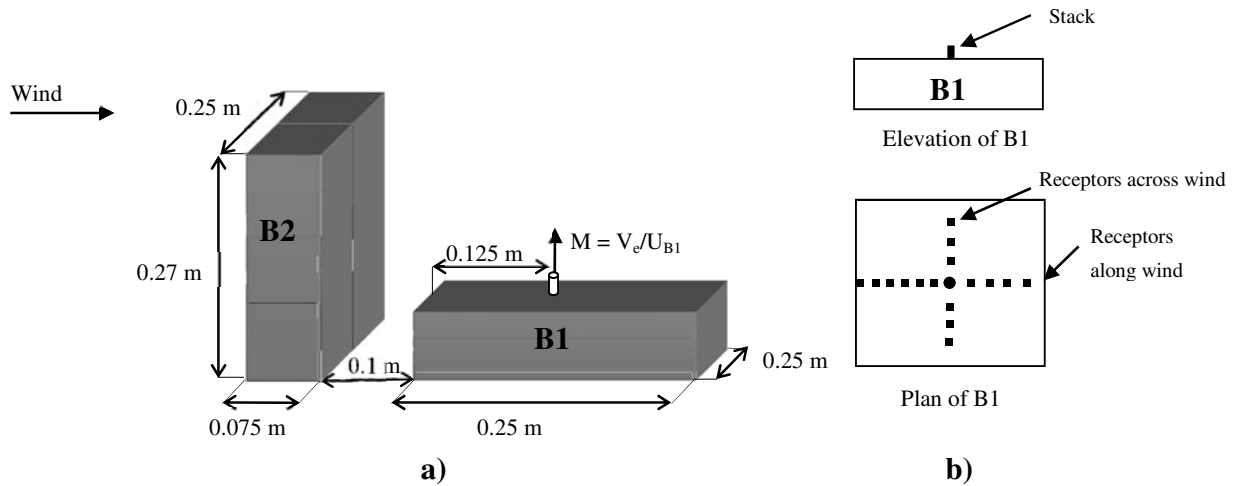 Wind
0.25 m
B2
0.27 m
0.075 m
0.1 m
0.125 m
M = Vₑ/U_B1
B1
0.25 m
0.25 m
a)
Stack
B1
Elevation of B1
Receptors across wind
Receptors
along wind
Plan of B1
b)